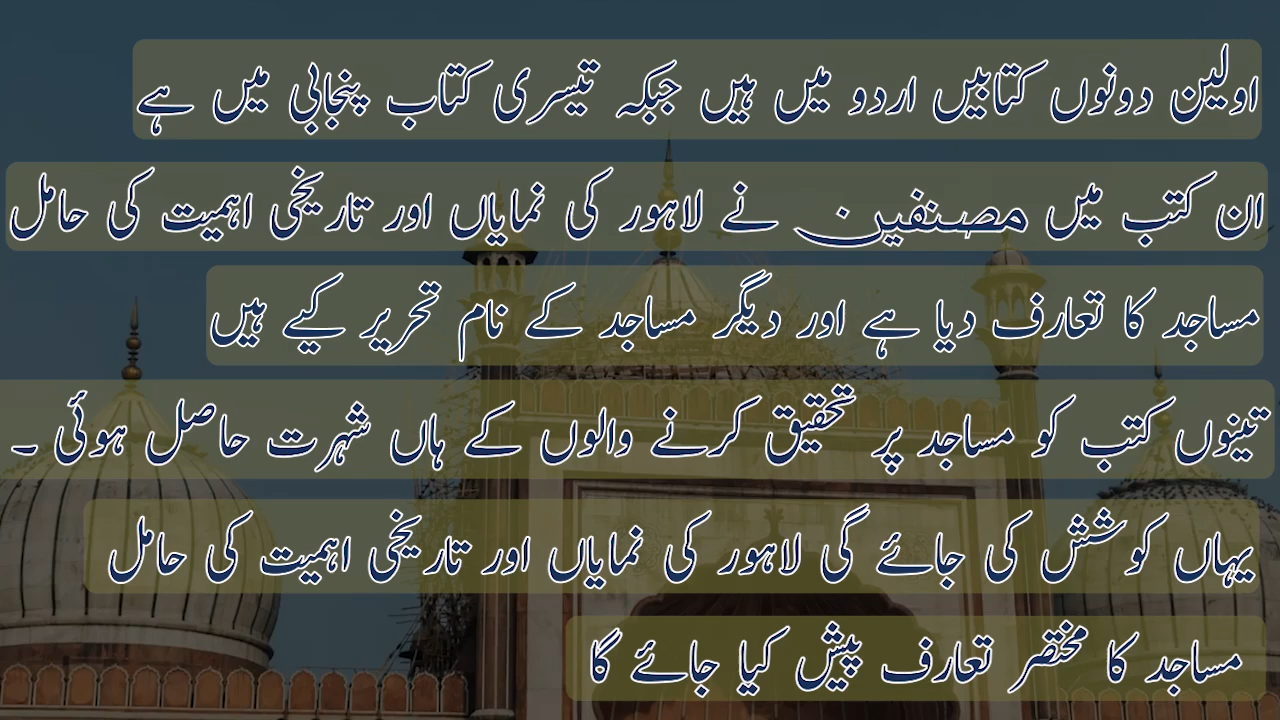 اولین دونوں کتابیں اردو میں ہیں جبکہ تیسری کتاب پنجابی میں ہے
ان کتب میں مصنفین نے لاہور کی نمایاں اور تاریخی اہمیت کی حامل
مساجد کا تعارف دیا ہے اور دیگر مساجد کے نام تحریر کیے ہیں
تینوں کتب کو مساجد پر تحقیق کرنے والوں کے ہاں شہرت حاصل ہوئی ۔
یہاں کوشش کی جائے گی لاہور کی نمایاں اور تاریخی اہمیت کی حامل
مساجد کا مختصر تعارف پیش کیا جائے گا